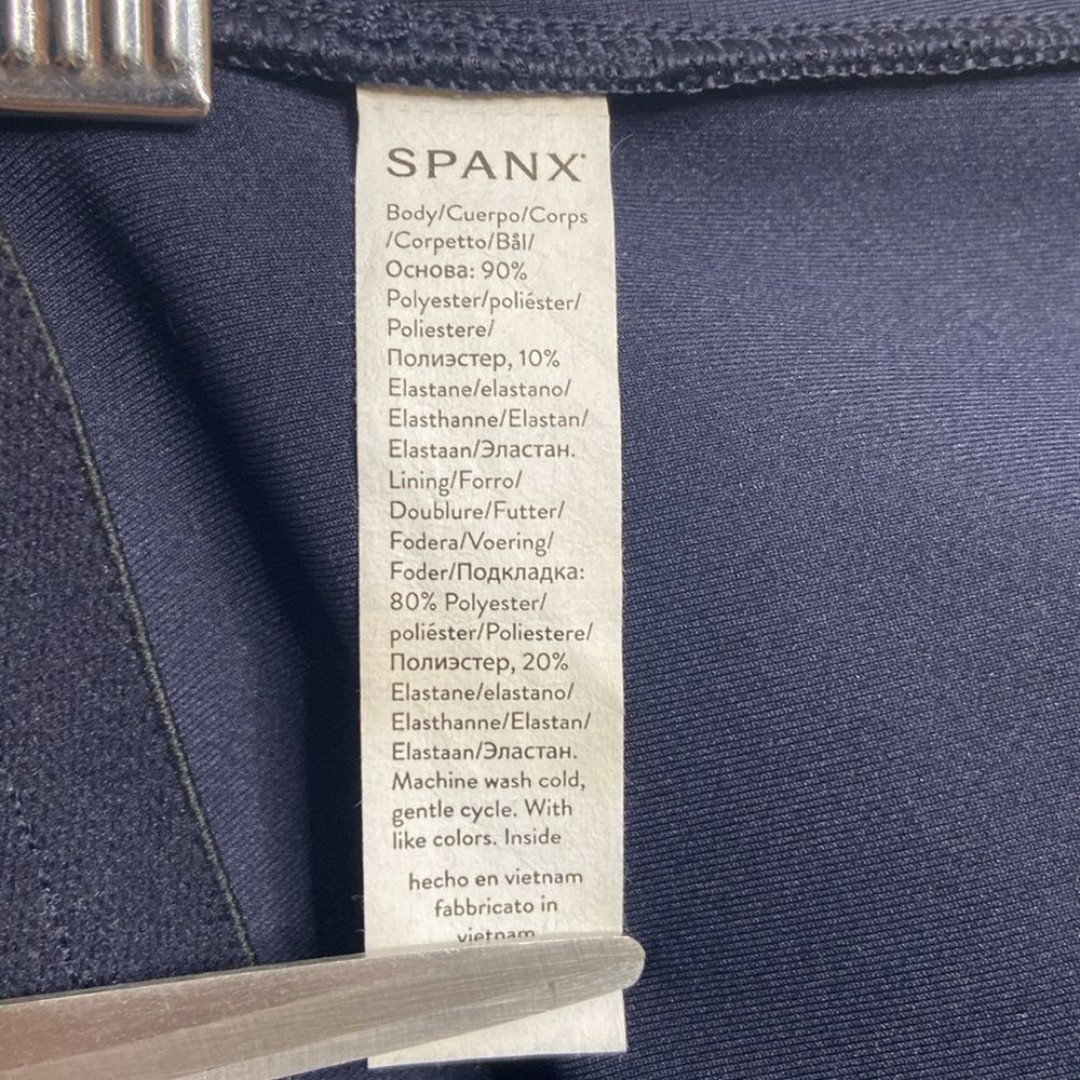 SPANX
Body/Cuerpo/Corps
/Corpetto/Bål/
Основа: 90%
Polyester/poliéster/
Poliestere/
Полиэстер, 10%
Elastane/elastano/
Elasthanne/Elastan/
Elastaan/Эластан.
Lining/Forro/
Doublure/Futter/
Fodera/Voering/
Foder/Подкладка:
80% Polyester/
poliéster/Poliestere/
Полиэстер, 20%
Elastane/elastano/
Elasthanne/Elastan/
Elastaan/Эластан.
Machine wash cold,
gentle cycle. With
like colors. Inside
hecho en vietnam
fabbricato in
vietnam